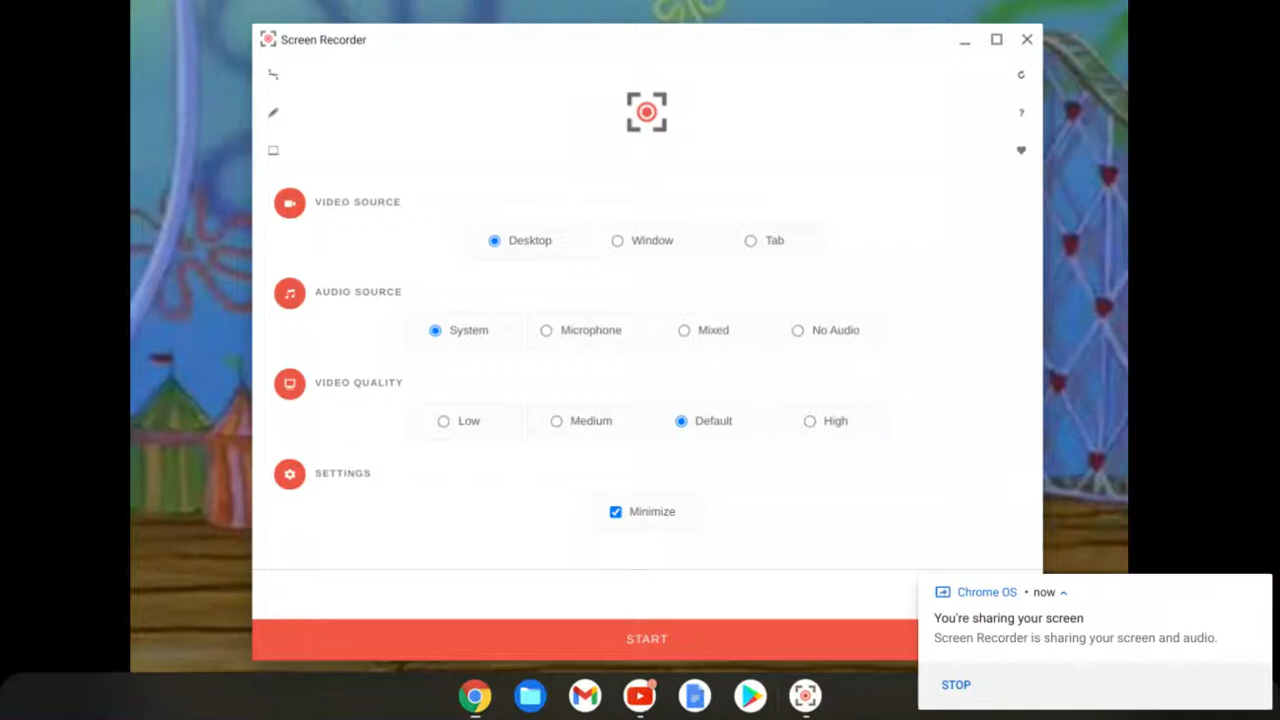 Screen Recorder
?
VIDEO SOURCE
Desktop Window Tab
AUDIO SOURCE
System Microphone Mixed No Audio
VIDEO QUALITY
Low Medium Default High
SETTINGS
Minimize
START
Chrome OS • now
You're sharing your screen
Screen Recorder is sharing your screen and audio.
STOP